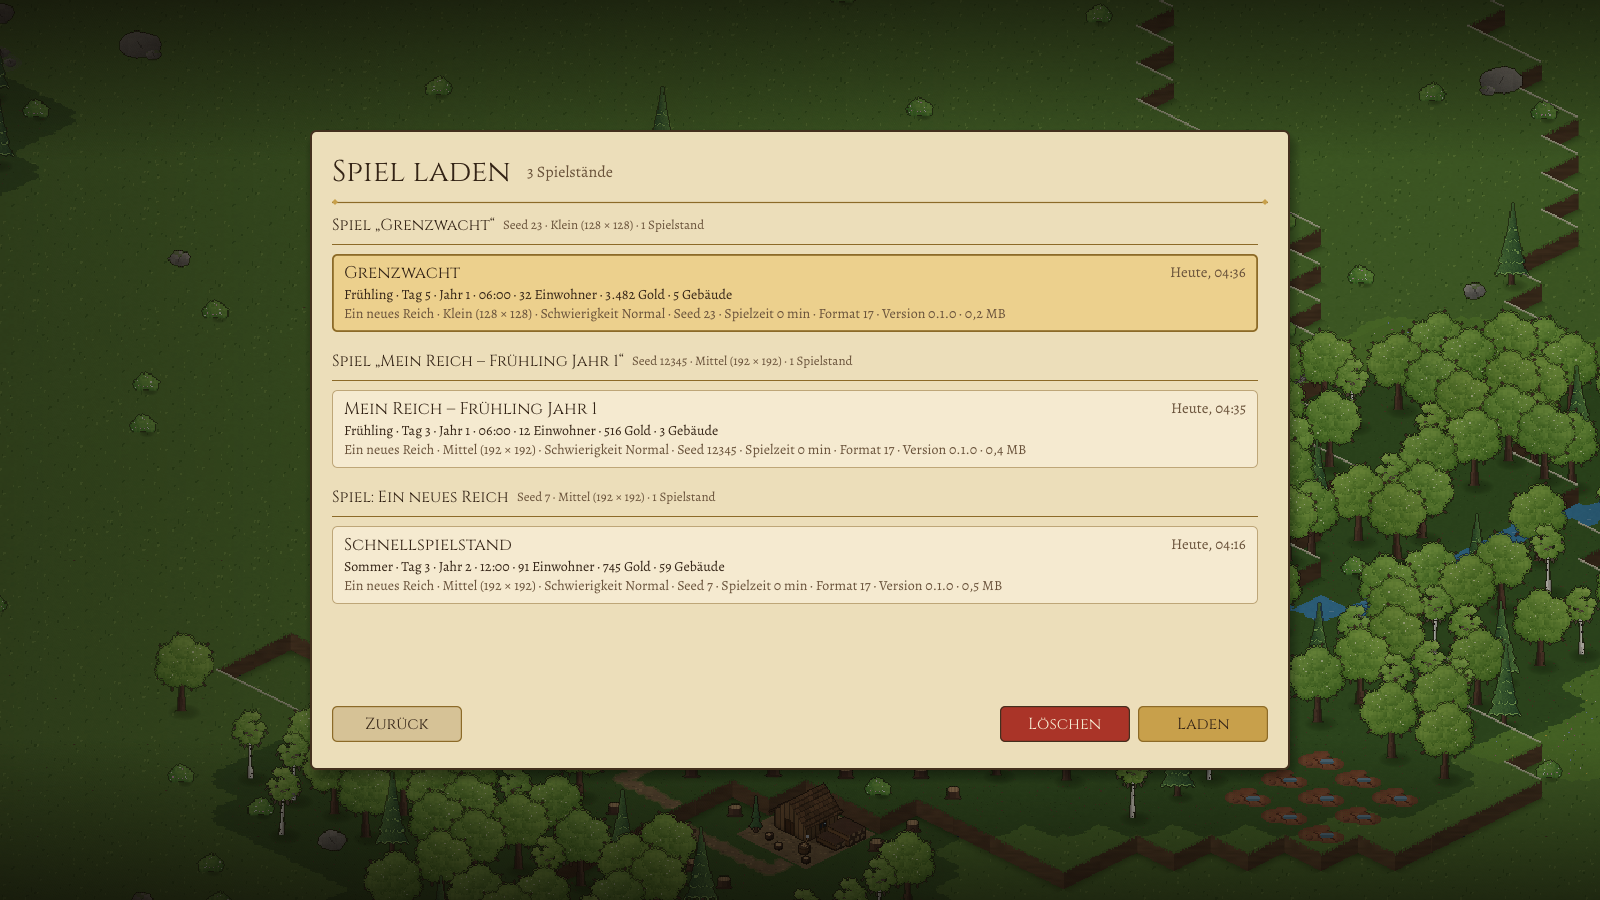 Spiel laden 3 Spielstände
Spiel „Grenzwacht“ Seed 23 · Klein (128 × 128) · 1 Spielstand
Grenzwacht Heute, 04:36
Frühling · Tag 5 · Jahr 1 · 06:00 · 32 Einwohner · 3.482 Gold · 5 Gebäude
Ein neues Reich · Klein (128 × 128) · Schwierigkeit Normal · Seed 23 · Spielzeit 0 min · Format 17 · Version 0.1.0 · 0,2 MB
Spiel „Mein Reich – Frühling Jahr 1“ Seed 12345 · Mittel (192 × 192) · 1 Spielstand
Mein Reich – Frühling Jahr 1 Heute, 04:35
Frühling · Tag 3 · Jahr 1 · 06:00 · 12 Einwohner · 516 Gold · 3 Gebäude
Ein neues Reich · Mittel (192 × 192) · Schwierigkeit Normal · Seed 12345 · Spielzeit 0 min · Format 17 · Version 0.1.0 · 0,4 MB
Spiel: Ein neues Reich Seed 7 · Mittel (192 × 192) · 1 Spielstand
Schnellspielstand Heute, 04:16
Sommer · Tag 3 · Jahr 2 · 12:00 · 91 Einwohner · 745 Gold · 59 Gebäude
Ein neues Reich · Mittel (192 × 192) · Schwierigkeit Normal · Seed 7 · Spielzeit 0 min · Format 17 · Version 0.1.0 · 0,5 MB
Zurück Löschen Laden